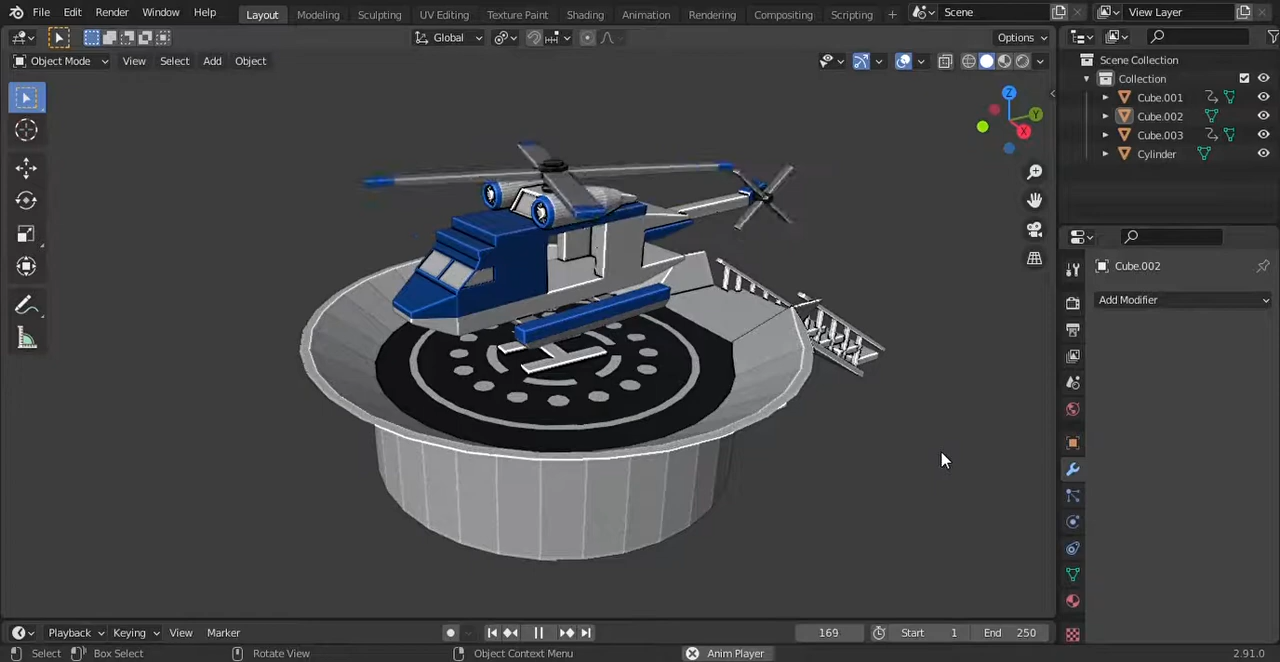 File Edit Render Window Help Layout Modeling Sculpting UV Editing Texture Paint Shading Animation Rendering Compositing Scripting + Scene View Layer
Global Options
Object Mode View Select Add Object
Scene Collection
Collection
Cube.001
Cube.002
Cube.003
Cylinder
Z
Y
X
Cube.002
Add Modifier
H
Playback Keying View Marker 169 Start 1 End 250
Select Box Select Rotate View Object Context Menu Anim Player 2.91.0